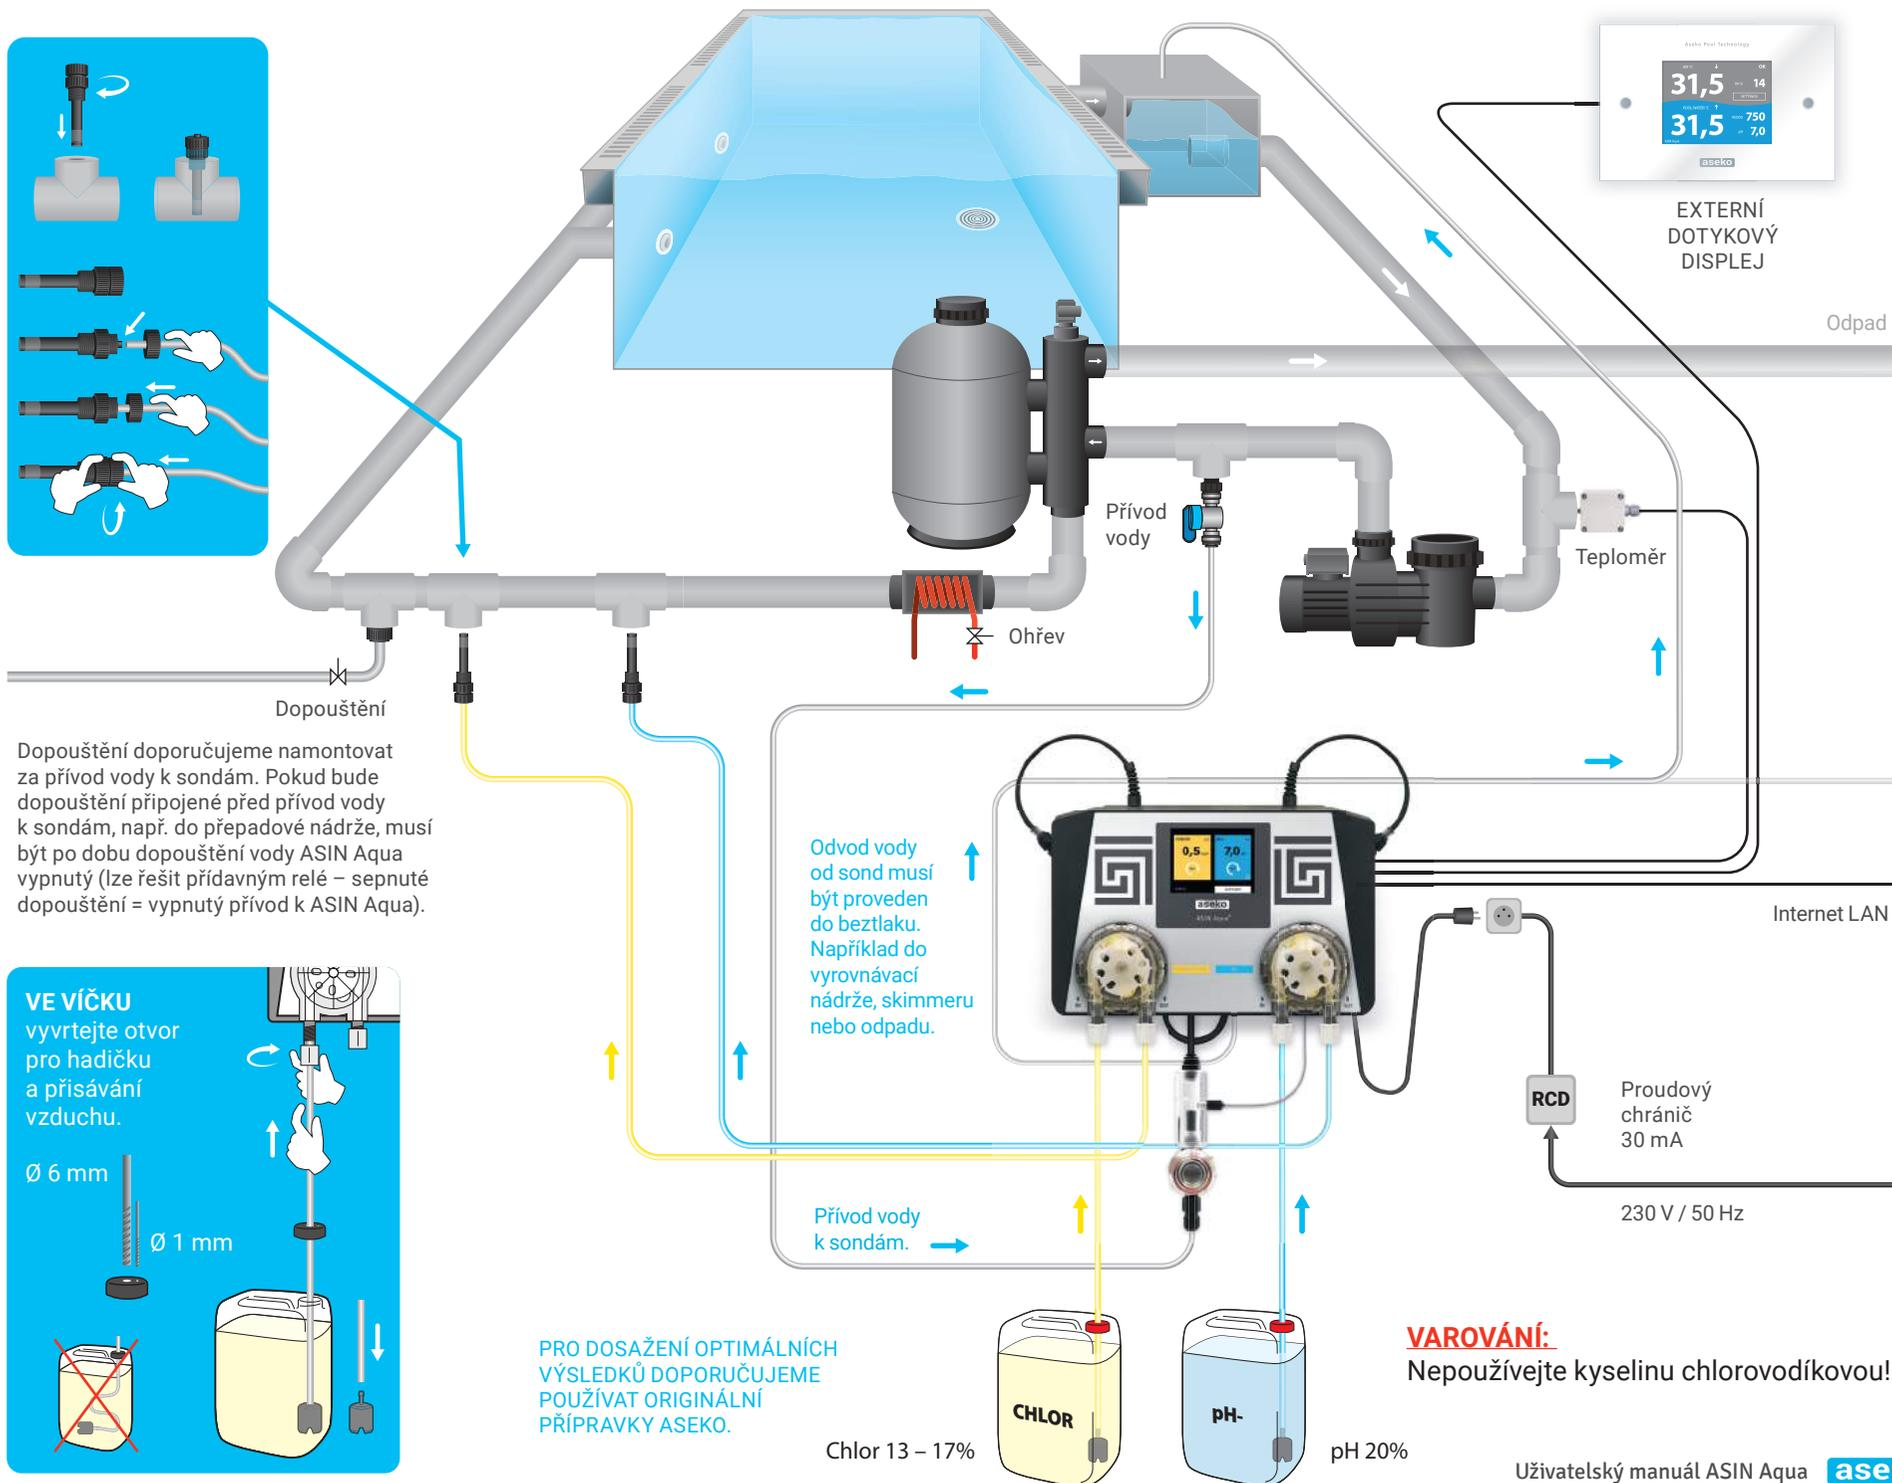 Aseko Pool Technology
OK
31,5
14
SETTINGS
31,5
750
7,0
aseko
EXTERNÍ
DOTYKOVÝ
DISPLEJ
Odpad
Přívod
vody
Teploměr
Ohřev
Dopouštění
Dopouštění doporučujeme namontovat
za přívod vody k sondám. Pokud bude
dopouštění připojené před přívod vody
k sondám, např. do přepadové nádrže, musí
být po dobu dopouštění vody ASIN Aqua
vypnutý (lze řešit přídavným relé – sepnuté
dopouštění = vypnutý přívod k ASIN Aqua).
Odvod vody
od sond musí
být proveden
do beztlaku.
Například do
vyrovnávací
nádrže, skimmeru
nebo odpadu.
0,5
7,0
aseko
ASIN Aqua
Internet LAN
VE VÍČKU
vyvrtejte otvor
pro hadičku
a přisávání
vzduchu.
Ø 6 mm
Ø 1 mm
RCD
Proudový
chránič
30 mA
230 V / 50 Hz
Přívod vody
k sondám.
PRO DOSAŽENÍ OPTIMÁLNÍCH
VÝSLEDKŮ DOPORUČUJEME
POUŽÍVAT ORIGINÁLNÍ
PŘÍPRAVKY ASEKO.
CHLOR
Chlor 13 – 17%
pH-
pH 20%
VAROVÁNÍ:
Nepoužívejte kyselinu chlorovodíkovou!
Uživatelský manuál ASIN Aqua
ase